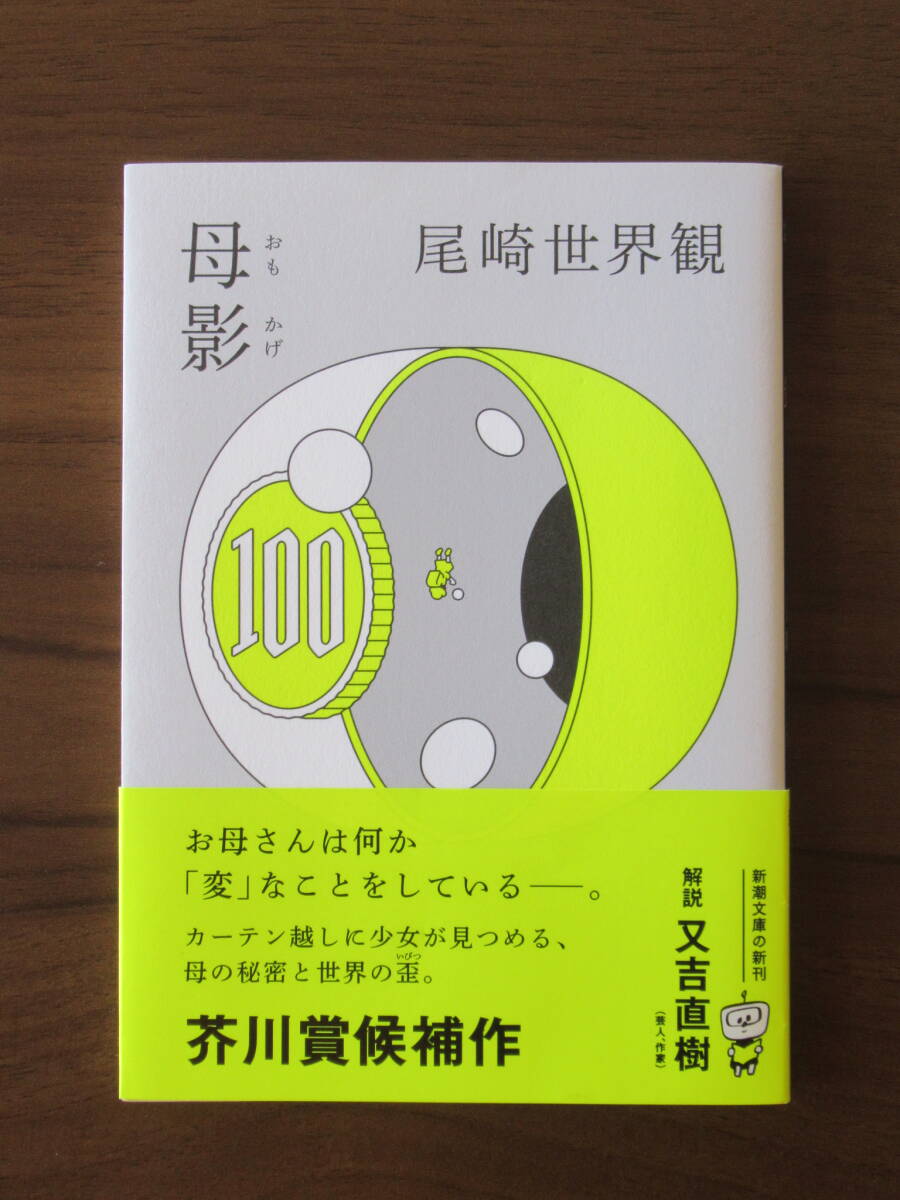 母影
おも かげ
尾崎世界観
100
お母さんは何か
「変」なことをしている――。
カーテン越しに少女が見つめる、
母の秘密と世界の歪。
いびつ
芥川賞候補作
解説 又吉直樹
(芸人、作家)
新潮文庫の新刊